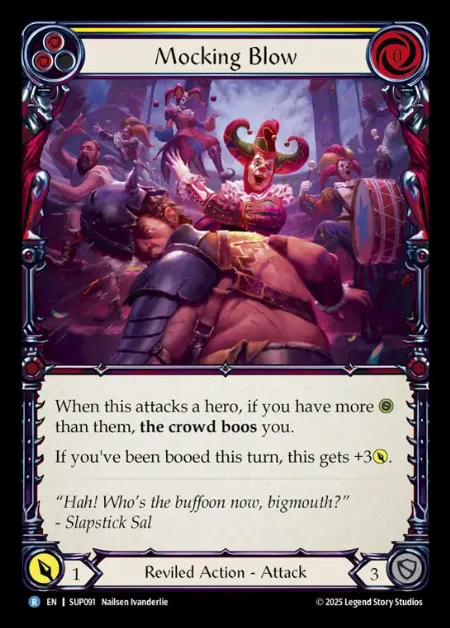 Mocking Blow
0
When this attacks a hero, if you have more
than them, the crowd boos you.
If you've been booed this turn, this gets +3.
“Hah! Who’s the buffoon now, bigmouth?”
- Slapstick Sal
1
Reviled Action - Attack
3
R EN | SUP091 Nailsen Ivanderlie
© 2025 Legend Story Studios